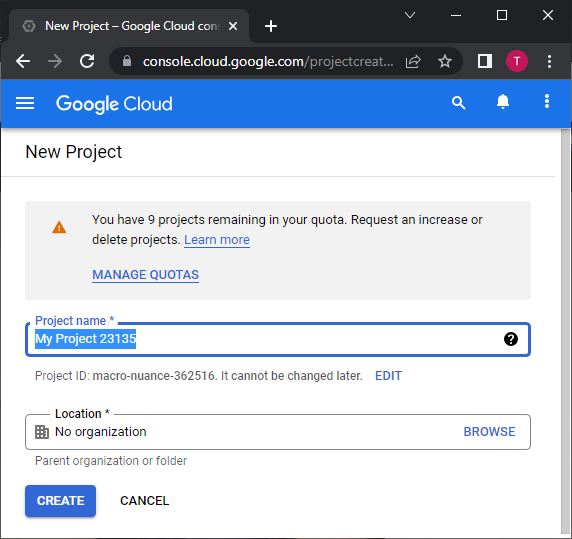 New Project – Google Cloud con
console.cloud.google.com/projectcreat...
T
Google Cloud
New Project
You have 9 projects remaining in your quota. Request an increase or
delete projects. Learn more
MANAGE QUOTAS
Project name *
My Project 23135
Project ID: macro-nuance-362516. It cannot be changed later. EDIT
Location *
No organization BROWSE
Parent organization or folder
CREATE CANCEL